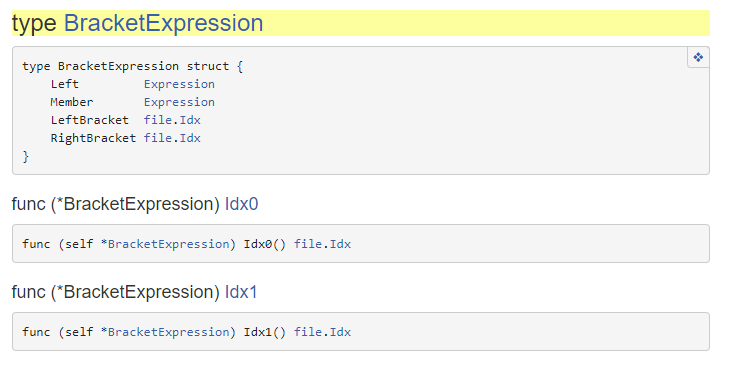 type BracketExpression
type BracketExpression struct {
    Left         Expression
    Member       Expression
    LeftBracket  file.Idx
    RightBracket file.Idx
}
func (*BracketExpression) Idx0
func (self *BracketExpression) Idx0() file.Idx
func (*BracketExpression) Idx1
func (self *BracketExpression) Idx1() file.Idx